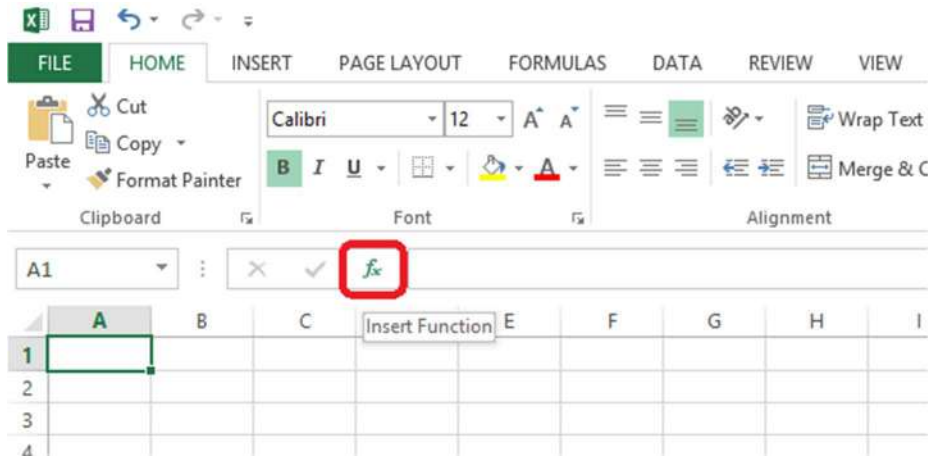 FILE HOME INSERT PAGE LAYOUT FORMULAS DATA REVIEW VIEW
Cut
Calibri 12 A A Wrap Text
Copy
Paste
B I U A Merge & C
Format Painter
Clipboard Font Alignment
A1 fx
A B C E F G H I
Insert Function
1
2
3
4